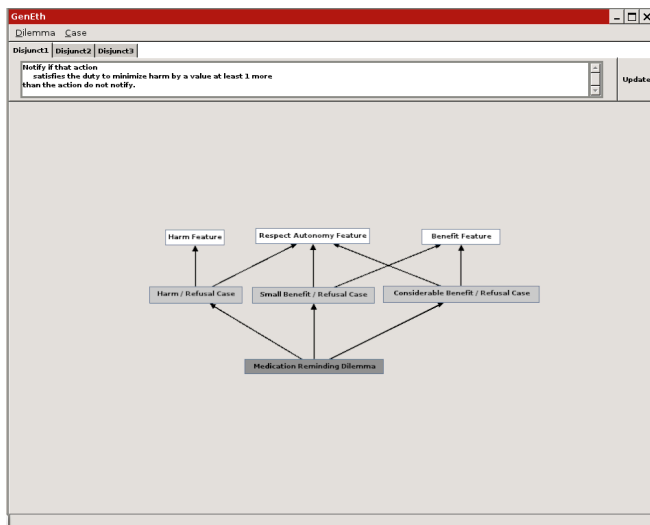 GenEth
Dilemma Case
Disjunct1 Disjunct2 Disjunct3
Notify if that action
satisfies the duty to minimize harm by a value at least 1 more
than the action do not notify.
Update
Harm Feature Respect Autonomy Feature Benefit Feature
Harm / Refusal Case Small Benefit / Refusal Case Considerable Benefit / Refusal Case
Medication Reminding Dilemma